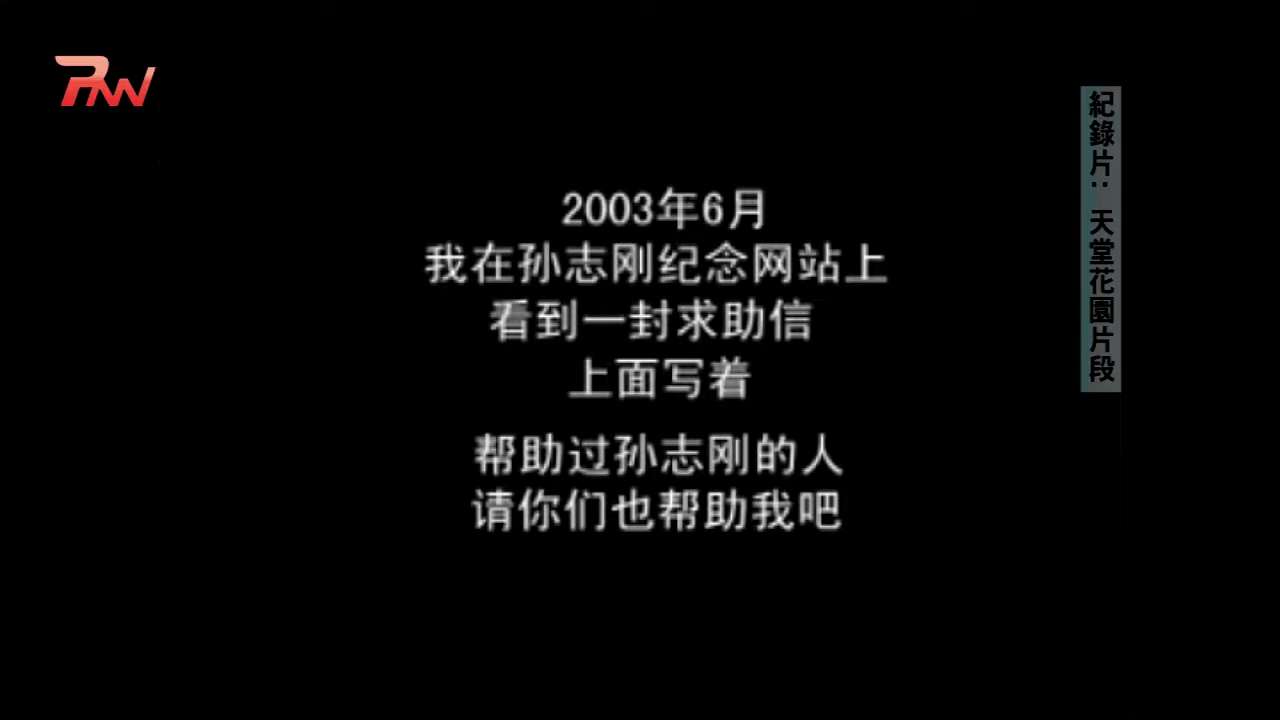 PNW
2003年6月
我在孙志刚纪念网站上
看到一封求助信
上面写着
帮助过孙志刚的人
请你们也帮助我吧
紀錄片：天堂花園片段